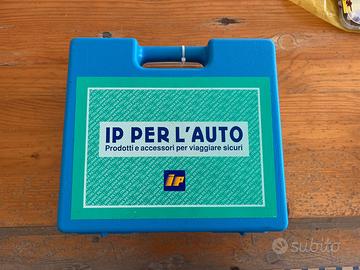 IP PER L'AUTO
Prodotti e accessori per viaggiare sicuri
IP
subito